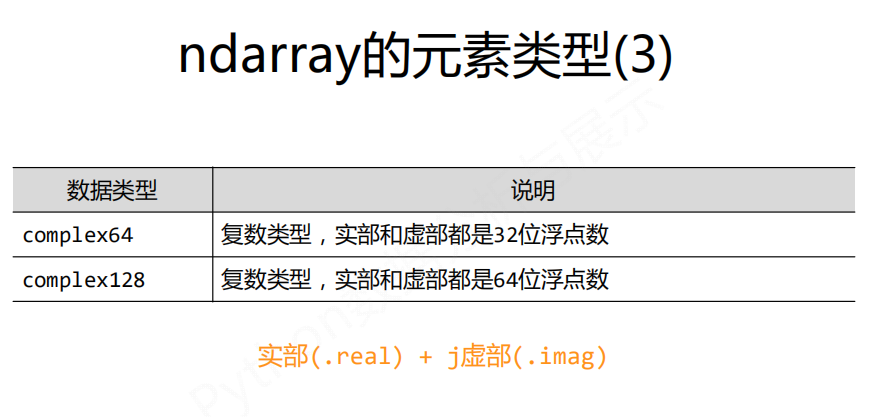 ndarray的元素类型(3)
数据类型 说明
complex64 复数类型，实部和虚部都是32位浮点数
complex128 复数类型，实部和虚部都是64位浮点数
实部(.real) + j虚部(.imag)